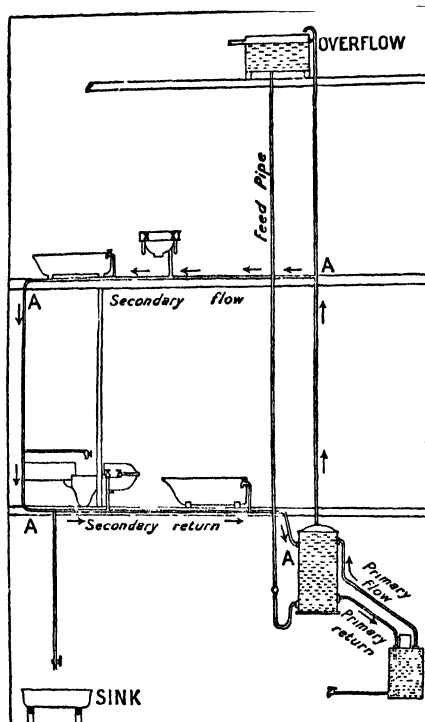 OVERFLOW
Feed Pipe
A
A
Secondary flow
A
Secondary return
A
Primary
flow
Primary
return
SINK